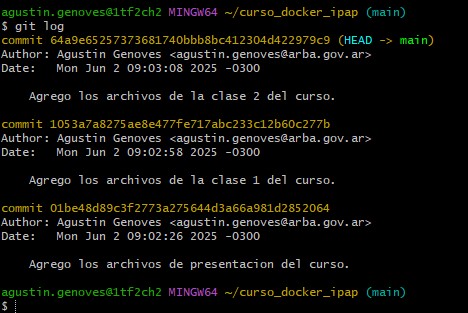 agustin.genoves@1tf2ch2 MINGW64 ~/curso_docker_ipap (main)
$ git log
commit 64a9e65257373681740bbb8bc412304d422979c9 (HEAD -> main)
Author: Agustin Genoves <agustin.genoves@arba.gov.ar>
Date:   Mon Jun 2 09:03:08 2025 -0300

    Agrego los archivos de la clase 2 del curso.

commit 1053a7a8275ae8e477fe717abc233c12b60c277b
Author: Agustin Genoves <agustin.genoves@arba.gov.ar>
Date:   Mon Jun 2 09:02:58 2025 -0300

    Agrego los archivos de la clase 1 del curso.

commit 01be48d89c3f2773a275644d3a66a981d2852064
Author: Agustin Genoves <agustin.genoves@arba.gov.ar>
Date:   Mon Jun 2 09:02:26 2025 -0300

    Agrego los archivos de presentacion del curso.

agustin.genoves@1tf2ch2 MINGW64 ~/curso_docker_ipap (main)
$